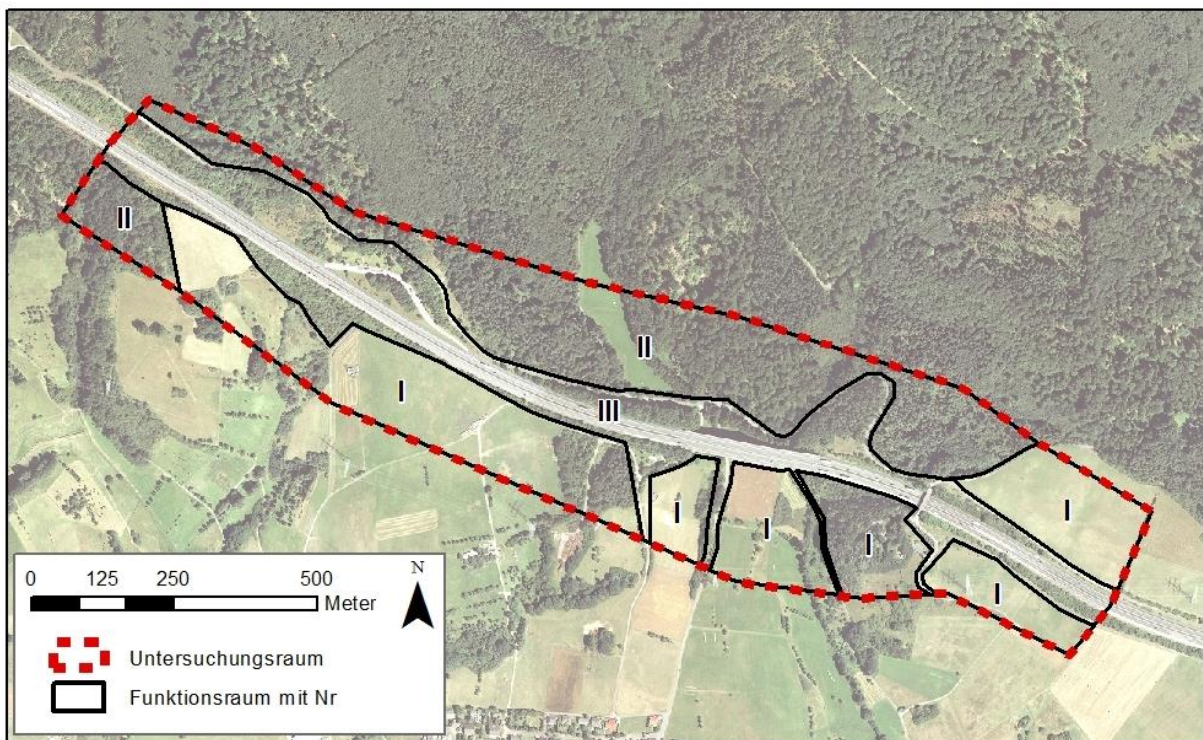 II
II
I
III
I
I
I
I
I
N
0 125 250 500
Meter
Untersuchungsraum
Funktionsraum mit Nr